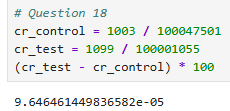 # Question 18
cr_control = 1003 / 100047501
cr_test = 1099 / 100001055
(cr_test - cr_control) * 100
9.646461449836582e-05